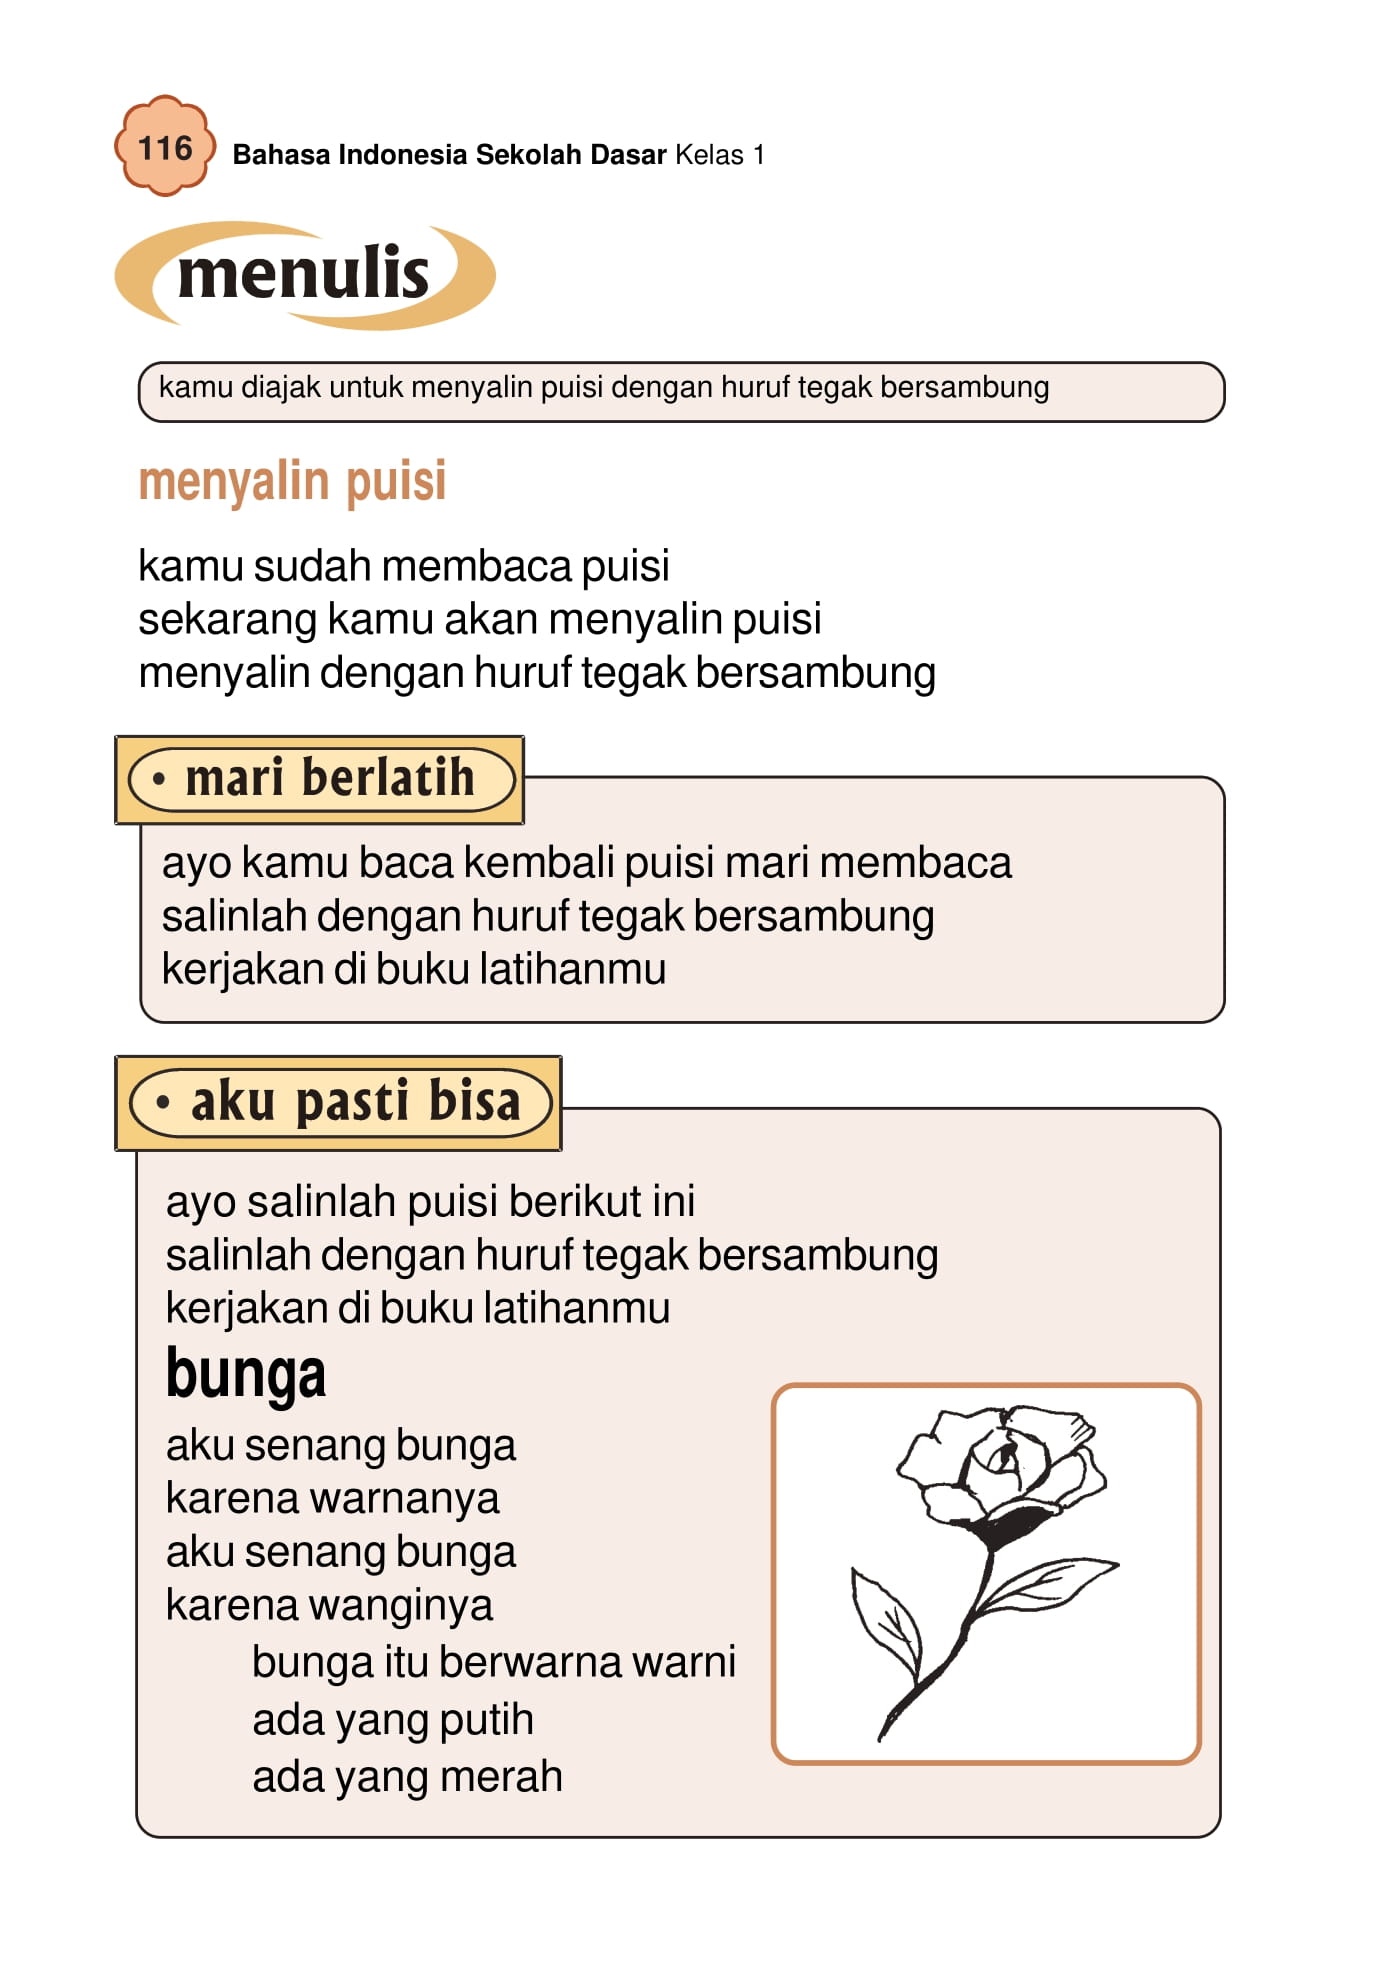 116
Bahasa Indonesia Sekolah Dasar Kelas 1
menulis
kamu diajak untuk menyalin puisi dengan huruf tegak bersambung
menyalin puisi
kamu sudah membaca puisi
sekarang kamu akan menyalin puisi
menyalin dengan huruf tegak bersambung
• mari berlatih
ayo kamu baca kembali puisi mari membaca
salinlah dengan huruf tegak bersambung
kerjakan di buku latihanmu
• aku pasti bisa
ayo salinlah puisi berikut ini
salinlah dengan huruf tegak bersambung
kerjakan di buku latihanmu
bunga
aku senang bunga
karena warnanya
aku senang bunga
karena wanginya
bunga itu berwarna warni
ada yang putih
ada yang merah